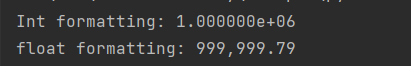 Int formatting: 1.000000e+06
float formatting: 999,999.79